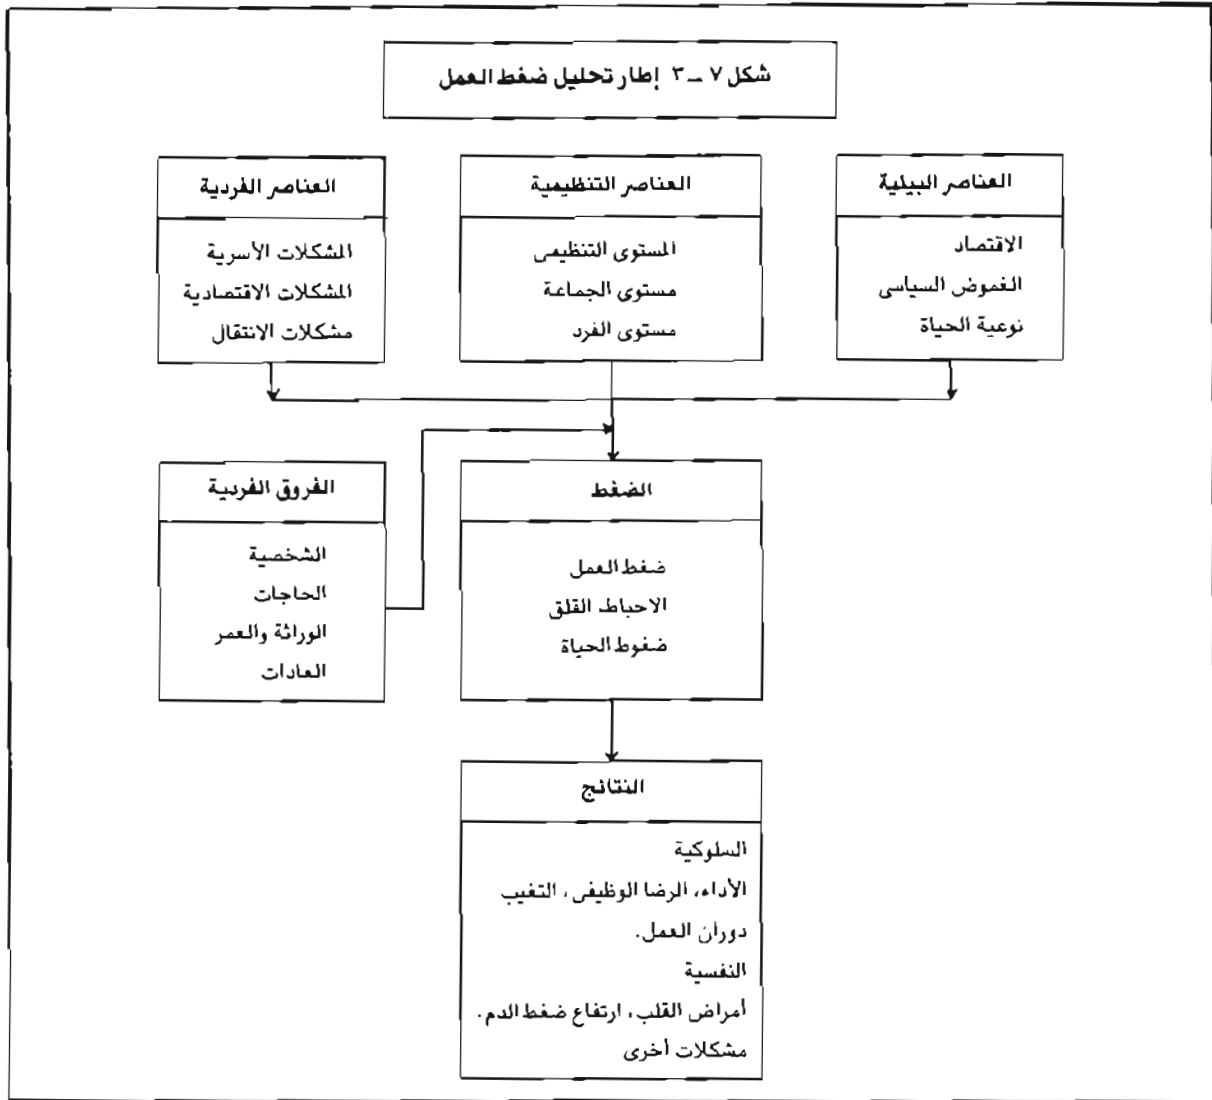 شكل ٧ ــ ٣ إطار تحليل ضغط العمل
العناصر البيئية
الاقتصاد
الغموض السياسى
نوعية الحياة
العناصر التنظيمية
المستوى التنظيمى
مستوى الجماعة
مستوى الفرد
العناصر الفردية
المشكلات الأسرية
المشكلات الاقتصادية
مشكلات الانتقال
الضغط
ضغط العمل
الاحباط القلق
ضغوط الحياة
الفروق الفردية
الشخصية
الحاجات
الوراثة والعمر
العادات
النتائج
السلوكية
الأداء، الرضا الوظيفى، التغيب
دوران العمل.
النفسية
أمراض القلب، ارتفاع ضغط الدم.
مشكلات أخرى